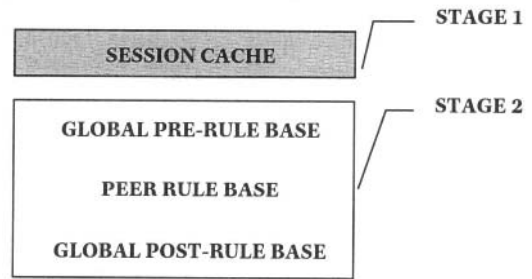 STAGE 1
SESSION CACHE
STAGE 2
GLOBAL PRE-RULE BASE
PEER RULE BASE
GLOBAL POST-RULE BASE